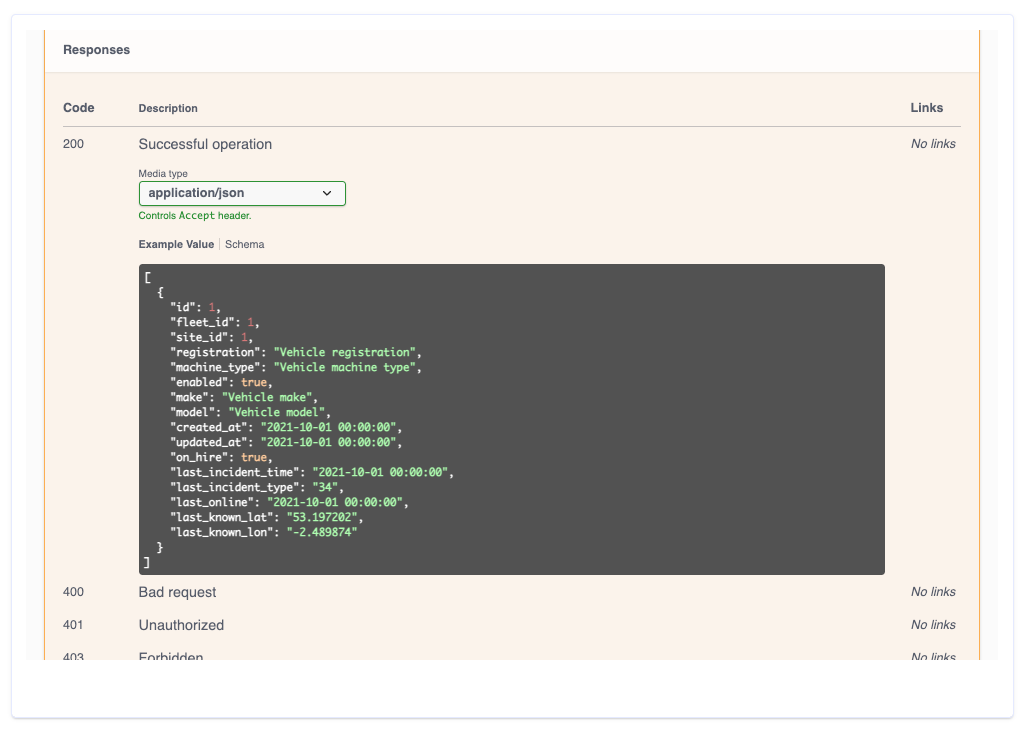 Responses
Code Description Links
200 Successful operation No links
Media type
application/json
Controls Accept header.
Example Value Schema
[
{
"id": 1,
"fleet_id": 1,
"site_id": 1,
"registration": "Vehicle registration",
"machine_type": "Vehicle machine type",
"enabled": true,
"make": "Vehicle make",
"model": "Vehicle model",
"created_at": "2021-10-01 00:00:00",
"updated_at": "2021-10-01 00:00:00",
"on_hire": true,
"last_incident_time": "2021-10-01 00:00:00",
"last_incident_type": "34",
"last_online": "2021-10-01 00:00:00",
"last_known_lat": "53.197202",
"last_known_lon": "-2.489874"
}
]
400 Bad request No links
401 Unauthorized No links
403 Forbidden No links